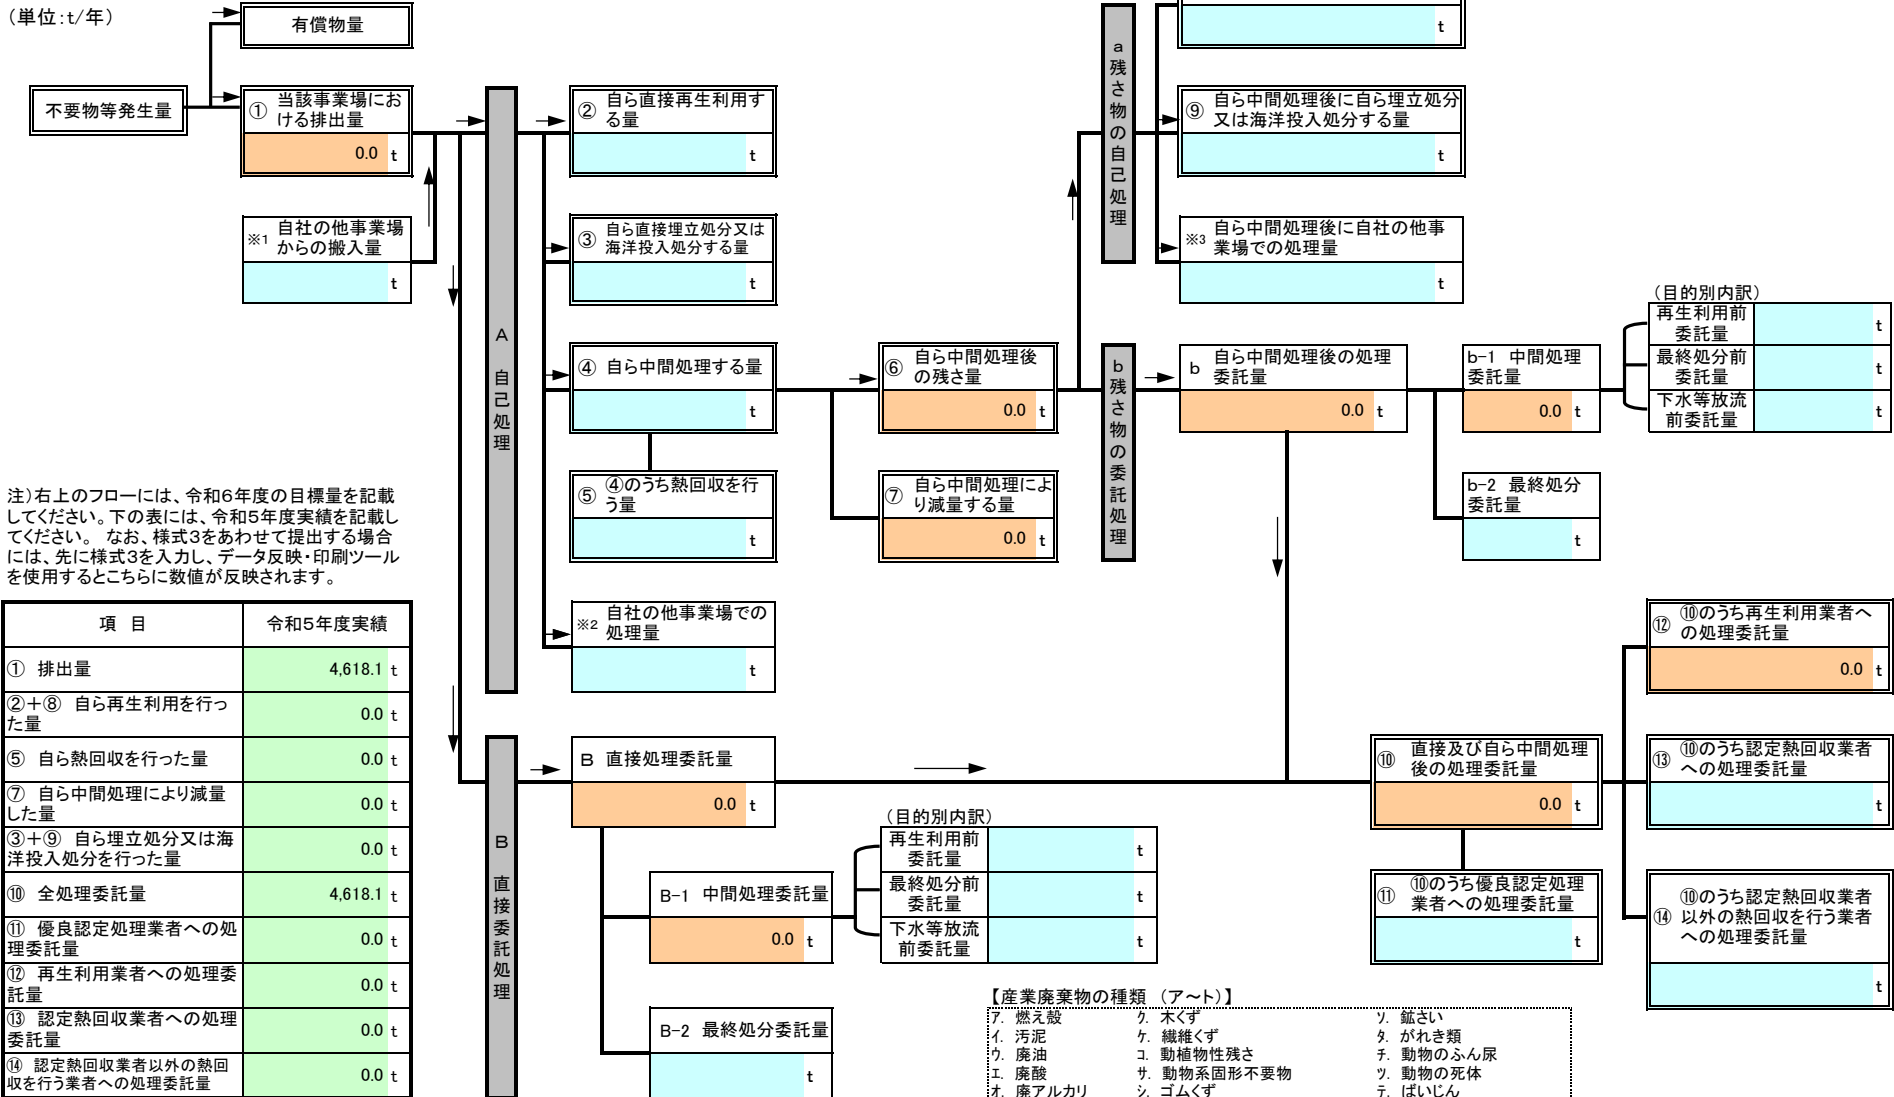 （単位：t/年）
有償物量
不要物等発生量
① 当該事業場にお
ける排出量
0.0 t
※1 自社の他事業場
からの搬入量
t
A 自己処理
② 自ら直接再生利用す
る量
t
③ 自ら直接埋立処分又は
海洋投入処分する量
t
④ 自ら中間処理する量
t
⑤ ④のうち熱回収を行
う量
t
※2 自社の他事業場での
処理量
t
⑥ 自ら中間処理後
の残さ量
0.0 t
⑦ 自ら中間処理によ
り減量する量
0.0 t
a残さ物の自己処理
t
⑨ 自ら中間処理後に自ら埋立処分
又は海洋投入処分する量
t
※3 自ら中間処理後に自社の他事
業場での処理量
t
b残さ物の委託処理
b 自ら中間処理後の処理
委託量
0.0 t
b-1 中間処理
委託量
0.0 t
b-2 最終処分
委託量
t
（目的別内訳）
再生利用前
委託量 t
最終処分前
委託量 t
下水等放流
前委託量 t
注）右上のフローには、令和６年度の目標量を記載
してください。下の表には、令和５年度実績を記載し
てください。 なお、様式３をあわせて提出する場合
には、先に様式３を入力し、データ反映・印刷ツール
を使用するとこちらに数値が反映されます。
項 目 令和５年度実績
① 排出量 4,618.1 t
②＋⑧ 自ら再生利用を行っ
た量 0.0 t
⑤ 自ら熱回収を行った量 0.0 t
⑦ 自ら中間処理により減量
した量 0.0 t
③＋⑨ 自ら埋立処分又は海
洋投入処分を行った量 0.0 t
⑩ 全処理委託量 4,618.1 t
⑪ 優良認定処理業者への処
理委託量 0.0 t
⑫ 再生利用業者への処理委
託量 0.0 t
⑬ 認定熱回収業者への処理
委託量 0.0 t
⑭ 認定熱回収業者以外の熱回
収を行う業者への処理委託量 0.0 t
B 直接委託処理
B 直接処理委託量
0.0 t
B-1 中間処理委託量
0.0 t
B-2 最終処分委託量
t
（目的別内訳）
再生利用前
委託量 t
最終処分前
委託量 t
下水等放流
前委託量 t
⑩ 直接及び自ら中間処理
後の処理委託量
0.0 t
⑪ ⑩のうち優良認定処理
業者への処理委託量
t
⑫ ⑩のうち再生利用業者へ
の処理委託量
0.0 t
⑬ ⑩のうち認定熱回収業者
への処理委託量
t
⑭ ⑩のうち認定熱回収業者
以外の熱回収を行う業者
への処理委託量
t
【産業廃棄物の種類 （ア～ト）】
ア. 燃え殻 ク. 木くず ソ. 鉱さい
イ. 汚泥 ケ. 繊維くず タ. がれき類
ウ. 廃油 コ. 動植物性残さ チ. 動物のふん尿
エ. 廃酸 サ. 動物系固形不要物 ツ. 動物の死体
オ. 廃アルカリ シ. ゴムくず テ. ばいじん